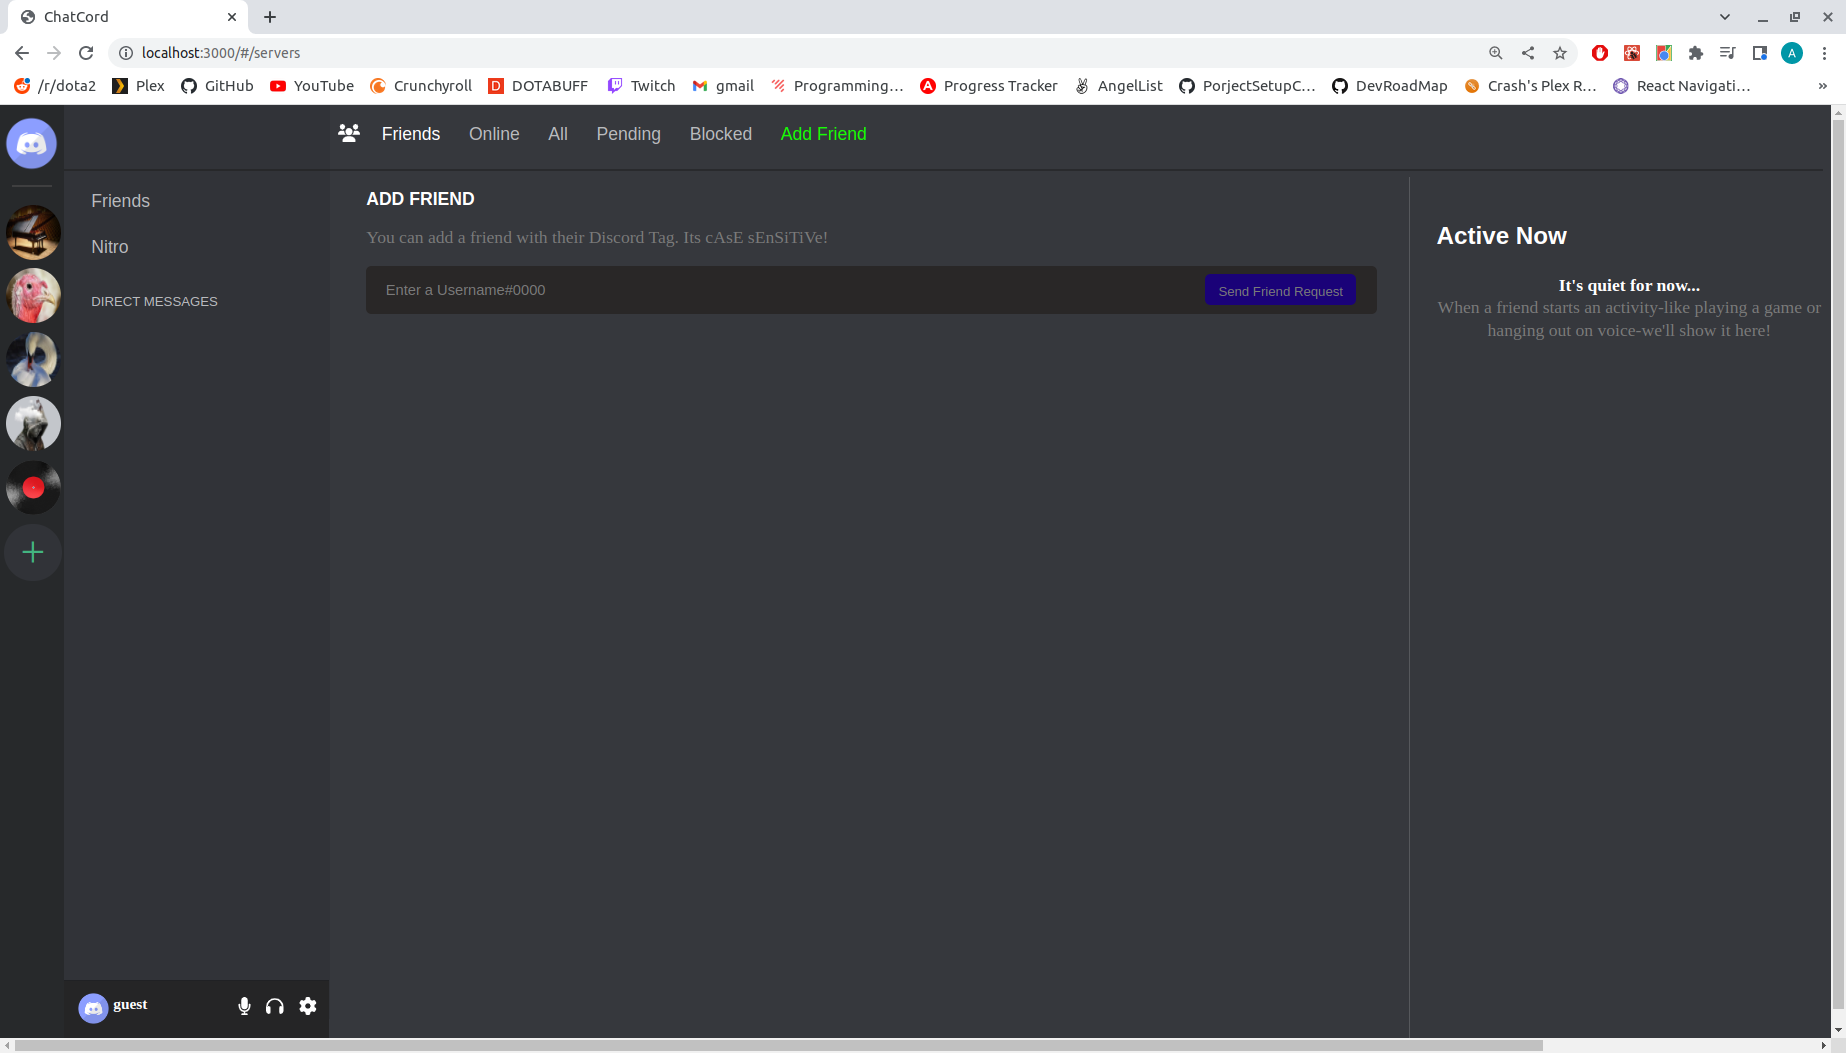 ChatCord
localhost:3000/#/servers
A
/r/dota2 Plex GitHub YouTube Crunchyroll D DOTABUFF Twitch gmail Programming... A Progress Tracker AngelList PorjectSetupC... DevRoadMap Crash's Plex R... React Navigati... »
Friends Online All Pending Blocked Add Friend
Friends
Nitro
DIRECT MESSAGES
ADD FRIEND
You can add a friend with their Discord Tag. Its cAsE sEnSiTiVe!
Enter a Username#0000
Send Friend Request
Active Now
It's quiet for now...
When a friend starts an activity-like playing a game or
hanging out on voice-we'll show it here!
guest